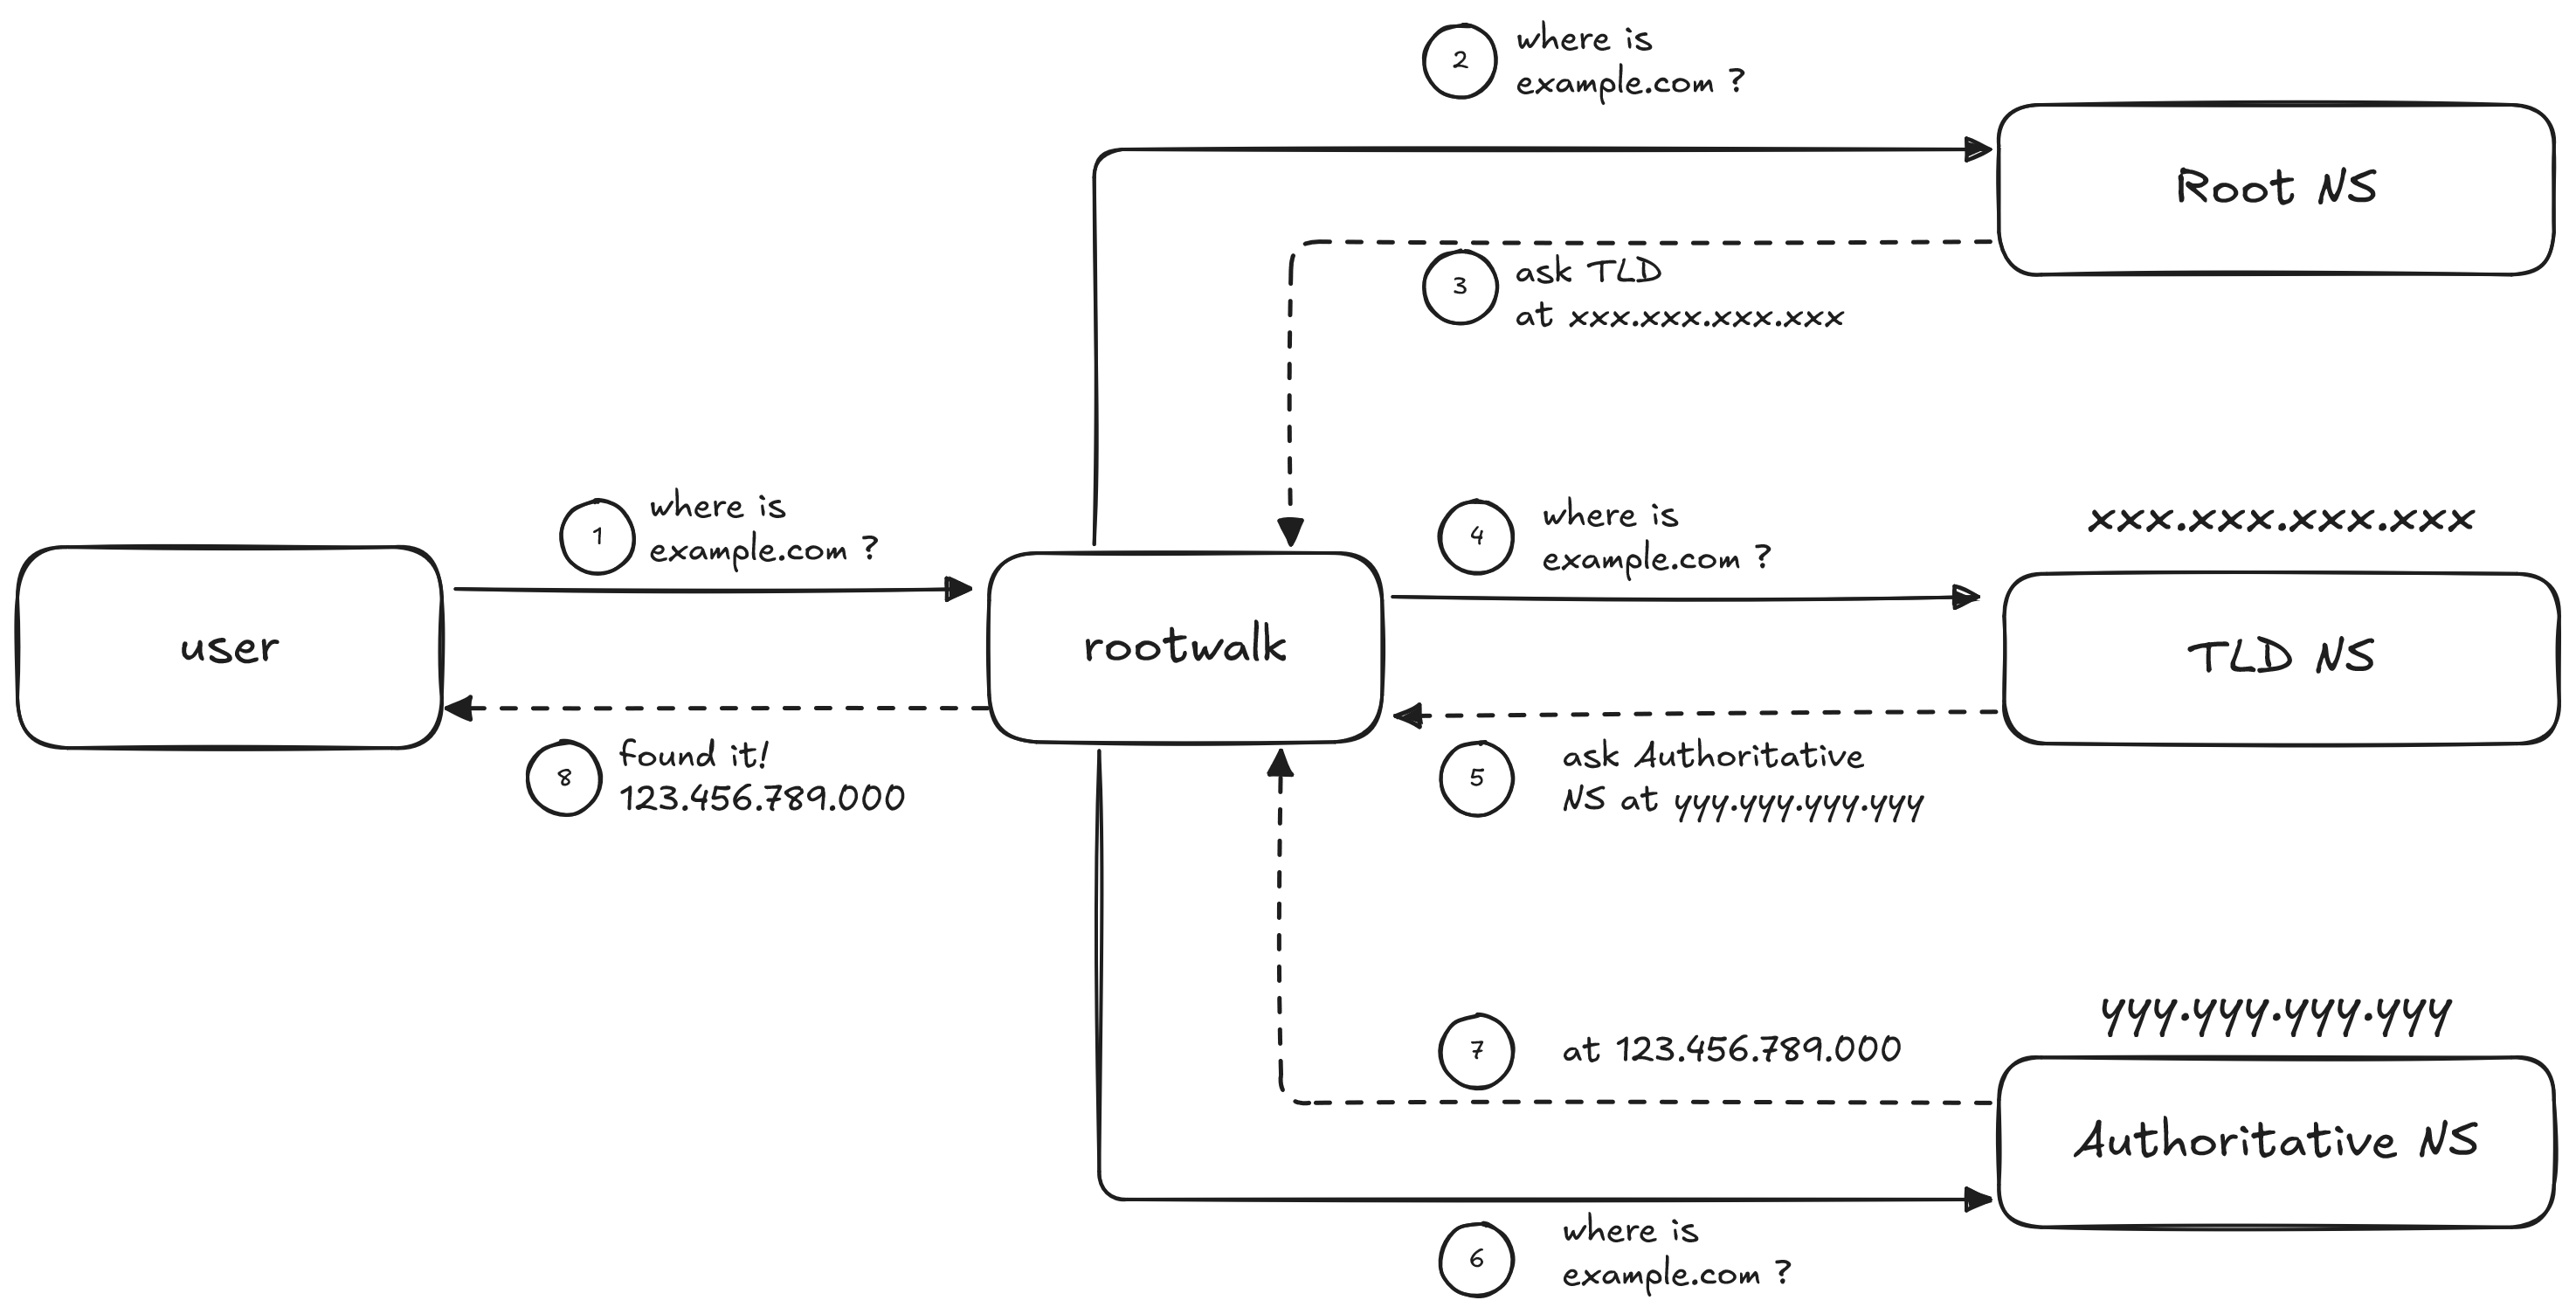 2
where is
example.com ?
Root NS
3
ask TLD
at xxx.xxx.xxx.xxx
1
where is
example.com ?
4
where is
example.com ?
xxx.xxx.xxx.xxx
user
rootwalk
TLD NS
8
found it!
123.456.789.000
5
ask Authoritative
NS at yyy.yyy.yyy.yyy
7
at 123.456.789.000
yyy.yyy.yyy.yyy
Authoritative NS
6
where is
example.com ?